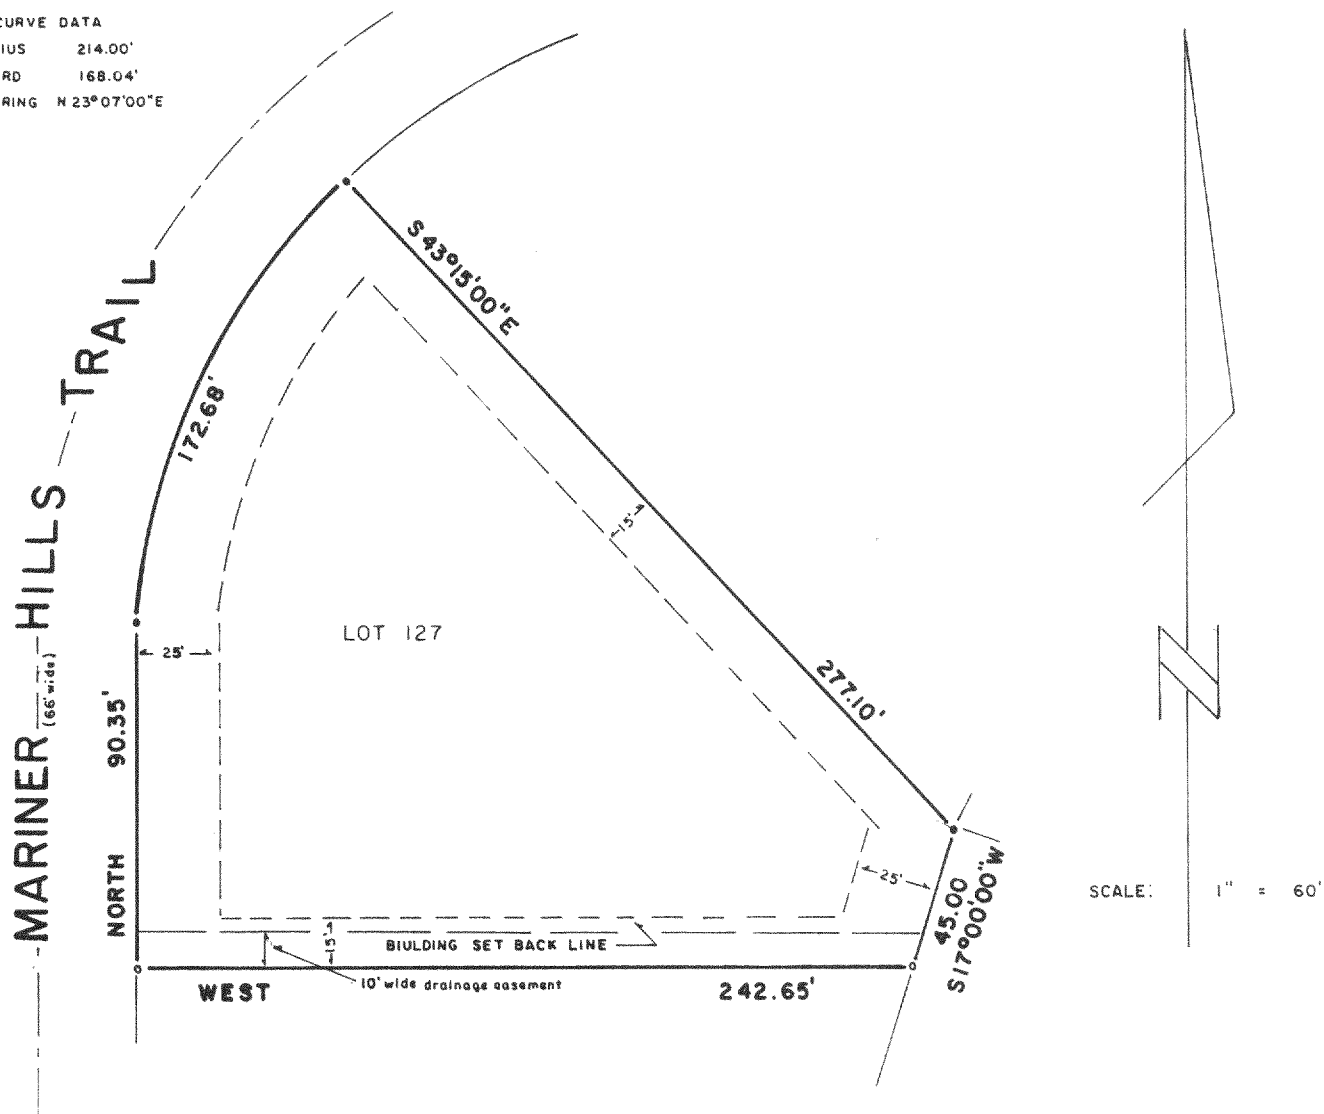 CURVE DATA
IUS 214.00'
RD 168.04'
RING N 23°07'00"E
MARINER HILLS TRAIL
(66' wide)
S 43°15'00"E
277.10'
172.68'
15'
LOT 127
25'
NORTH 90.35'
25'
45.00
S 17°00'00"W
SCALE: 1" = 60'
N
15'
BIULDING SET BACK LINE
10' wide drainage easement
WEST 242.65'